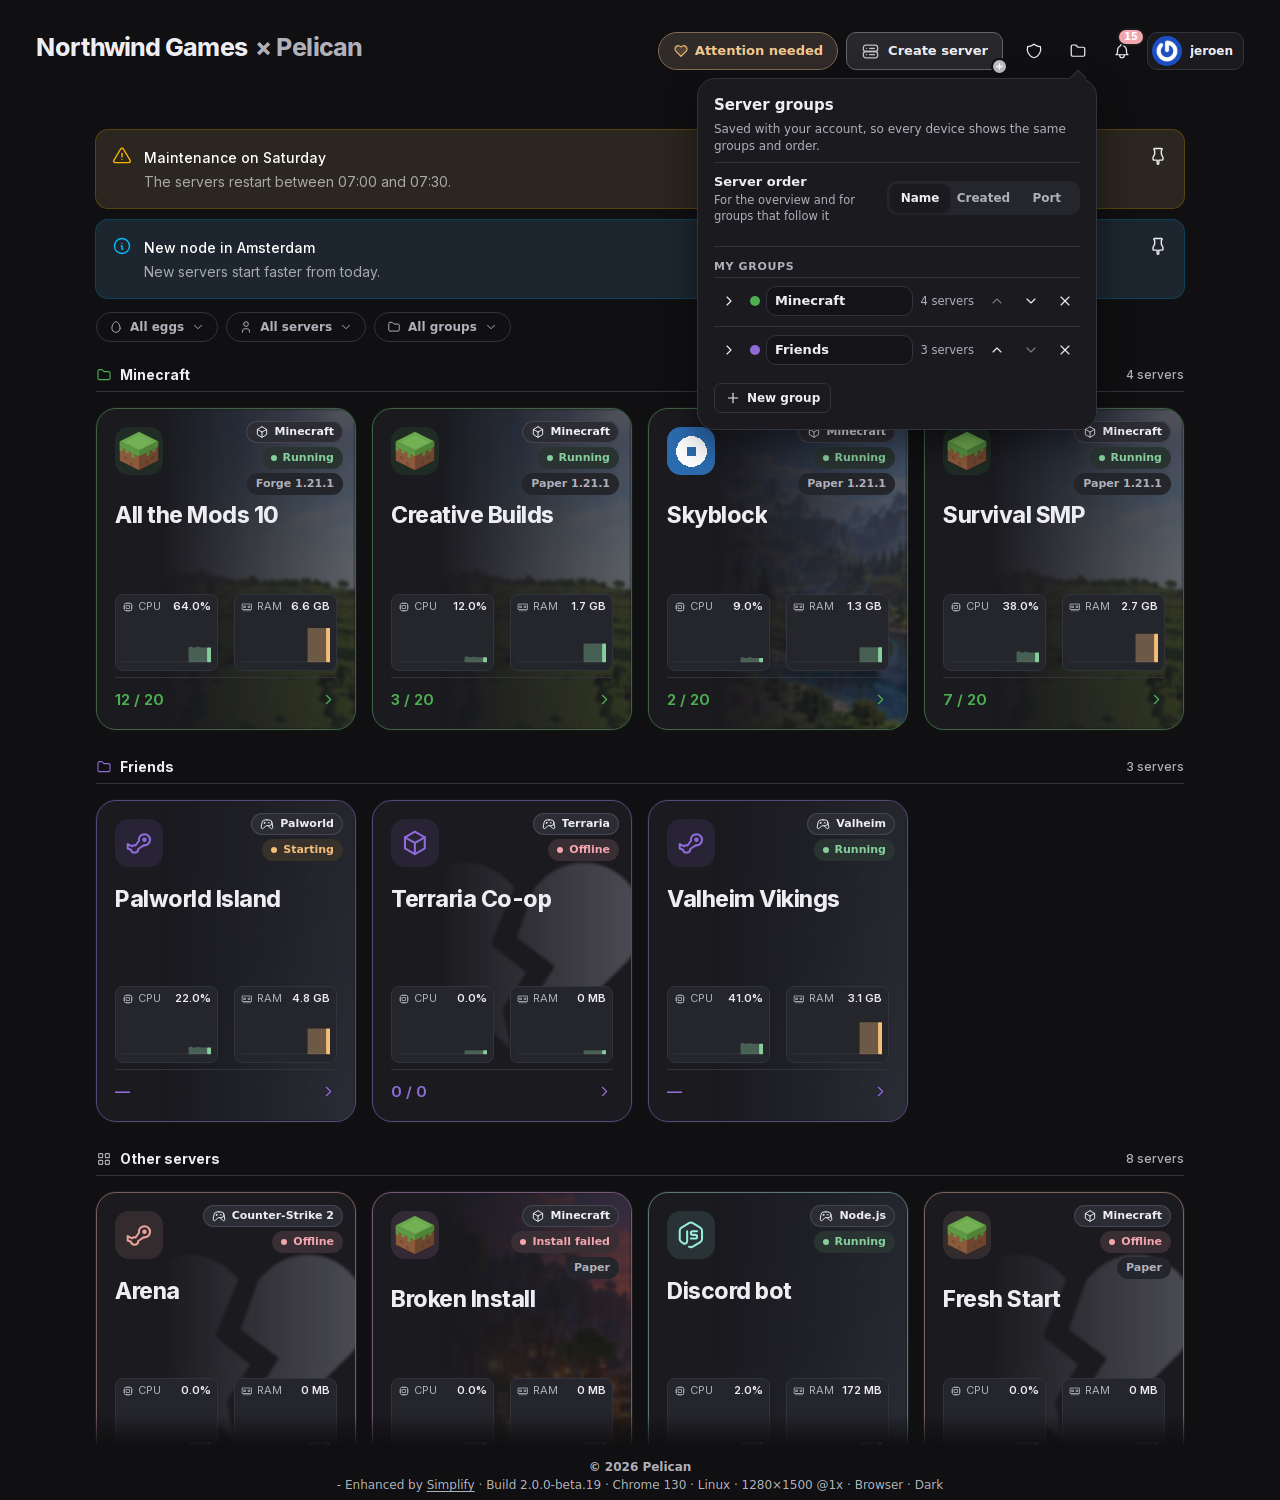 Northwind Games × Pelican
Attention needed
Create server
15
jeroen
Server groups
Saved with your account, so every device shows the same
groups and order.
Server order
For the overview and for
groups that follow it
Name Created Port
MY GROUPS
Minecraft 4 servers
Friends 3 servers
New group
Maintenance on Saturday
The servers restart between 07:00 and 07:30.
New node in Amsterdam
New servers start faster from today.
All eggs All servers All groups
Minecraft 4 servers
Minecraft
Running
Forge 1.21.1
All the Mods 10
CPU 64.0% RAM 6.6 GB
12 / 20
Minecraft
Running
Paper 1.21.1
Creative Builds
CPU 12.0% RAM 1.7 GB
3 / 20
Minecraft
Running
Paper 1.21.1
Skyblock
CPU 9.0% RAM 1.3 GB
2 / 20
Minecraft
Running
Paper 1.21.1
Survival SMP
CPU 38.0% RAM 2.7 GB
7 / 20
Friends 3 servers
Palworld
Starting
Palworld Island
CPU 22.0% RAM 4.8 GB
—
Terraria
Offline
Terraria Co-op
CPU 0.0% RAM 0 MB
0 / 0
Valheim
Running
Valheim Vikings
CPU 41.0% RAM 3.1 GB
—
Other servers 8 servers
Counter-Strike 2
Offline
Arena
CPU 0.0% RAM 0 MB
Minecraft
Install failed
Paper
Broken Install
CPU 0.0% RAM 0 MB
Node.js
Running
Discord bot
CPU 2.0% RAM 172 MB
Minecraft
Offline
Paper
Fresh Start
CPU 0.0% RAM 0 MB
© 2026 Pelican
- Enhanced by Simplify · Build 2.0.0-beta.19 · Chrome 130 · Linux · 1280×1500 @1x · Browser · Dark